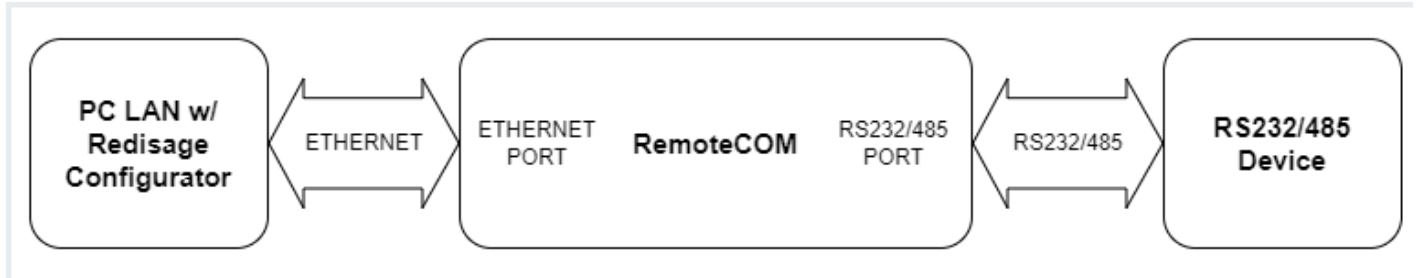 PC LAN w/
Redisage
Configurator
ETHERNET
ETHERNET
PORT
RemoteCOM
RS232/485
PORT
RS232/485
RS232/485
Device